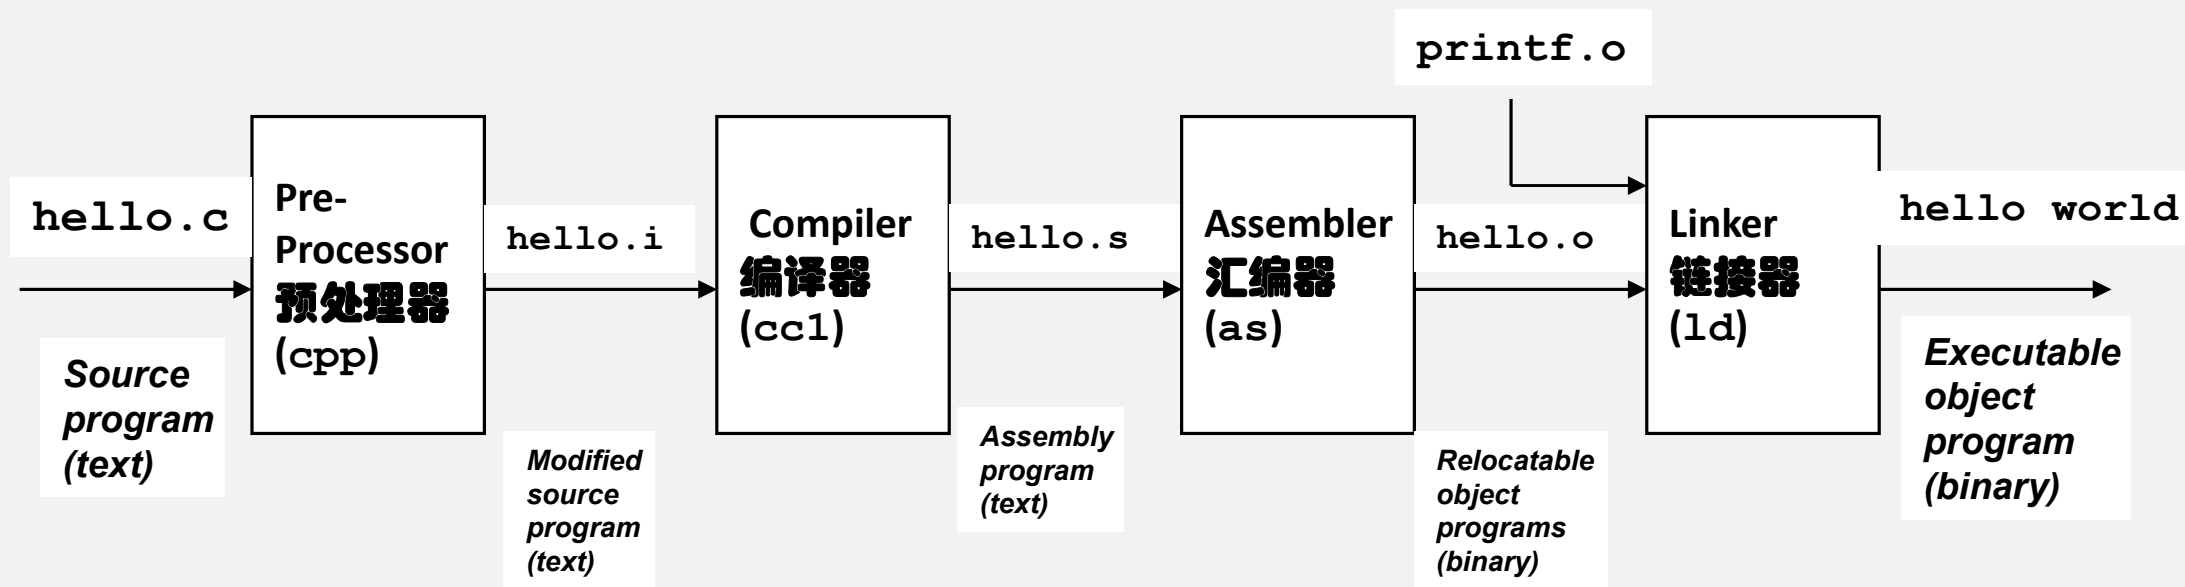 printf.o
hello.c
Pre-
Processor
预处理器
(cpp)
hello.i
Compiler
编译器
(cc1)
hello.s
Assembler
汇编器
(as)
hello.o
Linker
链接器
(ld)
hello world
Source
program
(text)
Modified
source
program
(text)
Assembly
program
(text)
Relocatable
object
programs
(binary)
Executable
object
program
(binary)